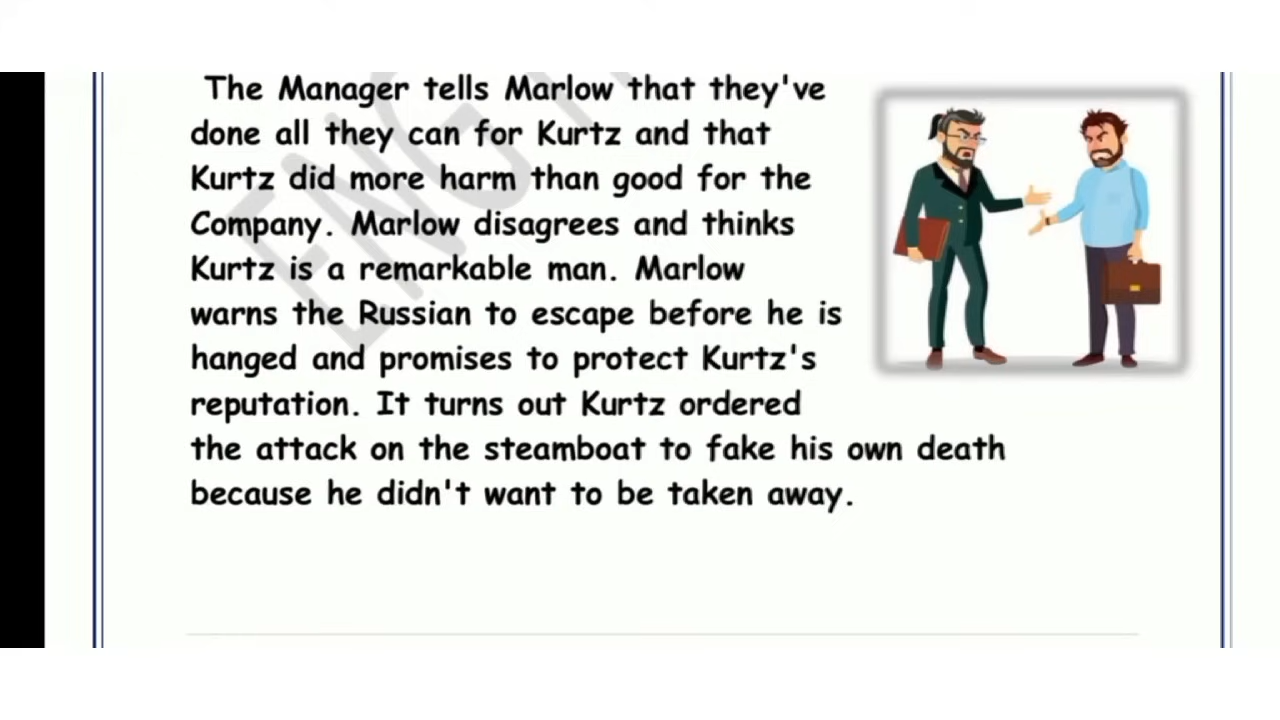 The Manager tells Marlow that they've
done all they can for Kurtz and that
Kurtz did more harm than good for the
Company. Marlow disagrees and thinks
Kurtz is a remarkable man. Marlow
warns the Russian to escape before he is
hanged and promises to protect Kurtz's
reputation. It turns out Kurtz ordered
the attack on the steamboat to fake his own death
because he didn't want to be taken away.